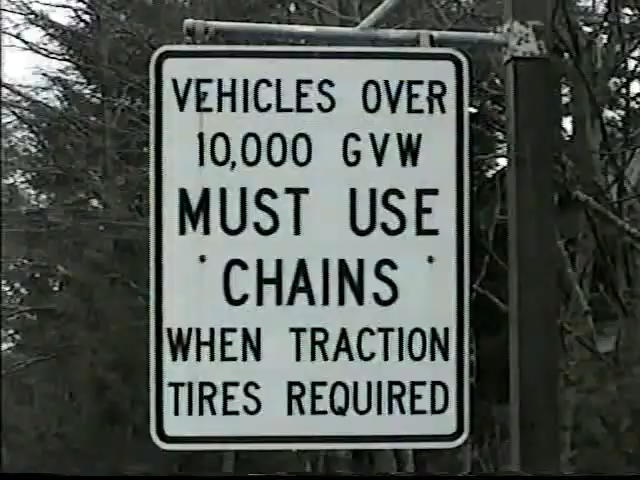 VEHICLES OVER
10,000 GVW
MUST USE
CHAINS
WHEN TRACTION
TIRES REQUIRED